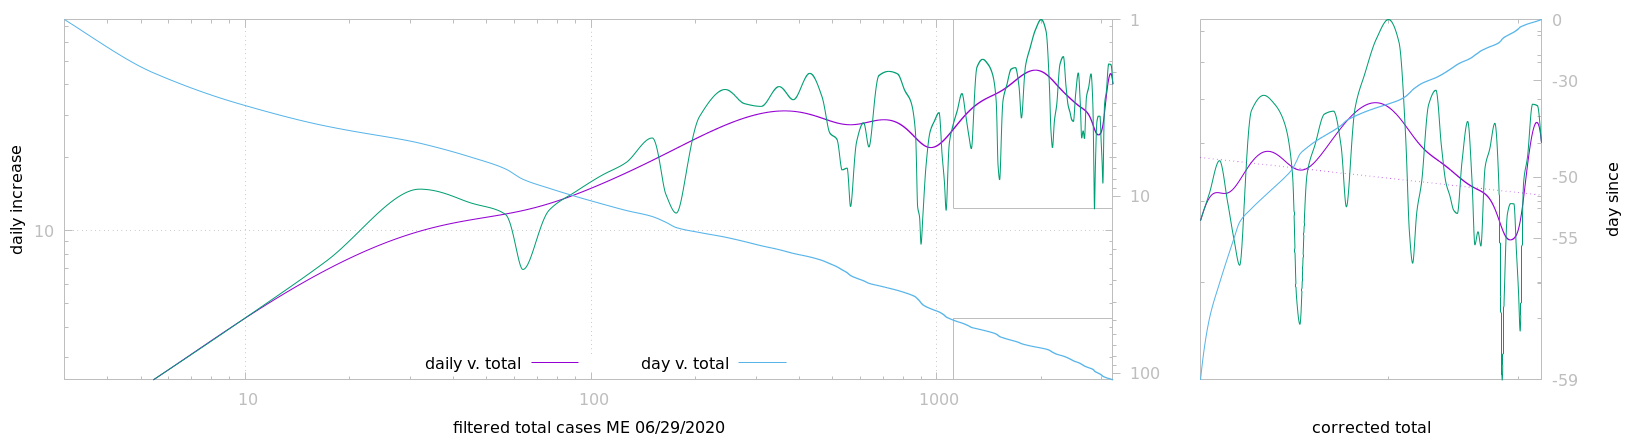 daily increase
10
daily v. total
day v. total
10
100
1000
1
10
100
filtered total cases ME 06/29/2020
0
-30
-50
-55
-59
day since
corrected total